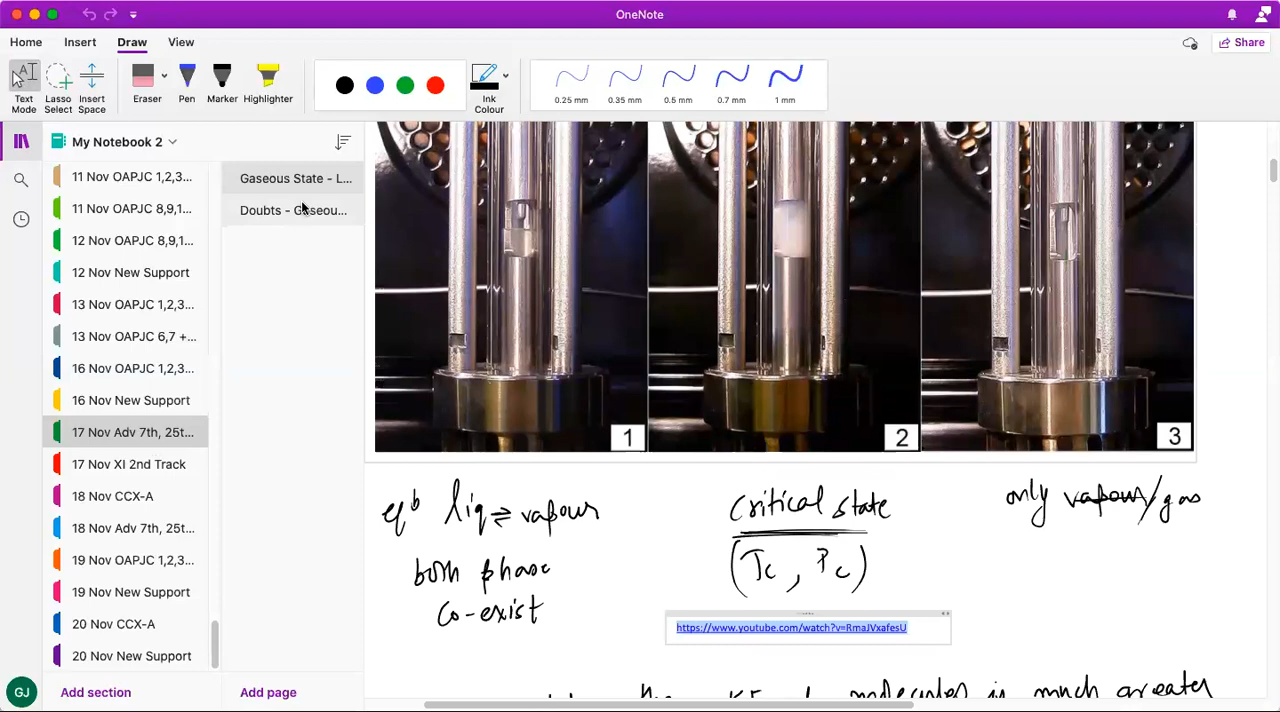 OneNote
Home Insert Draw View
Share
Text Mode
Lasso Select
Insert Space
Eraser
Pen
Marker
Highlighter
Ink Colour
0.25 mm
0.35 mm
0.5 mm
0.7 mm
1 mm
My Notebook 2
11 Nov OAPJC 1,2,3...
11 Nov OAPJC 8,9,1...
12 Nov OAPJC 8,9,1...
12 Nov New Support
13 Nov OAPJC 1,2,3...
13 Nov OAPJC 6,7 +...
16 Nov OAPJC 1,2,3...
16 Nov New Support
17 Nov Adv 7th, 25t...
17 Nov XI 2nd Track
18 Nov CCX-A
18 Nov Adv 7th, 25t...
19 Nov OAPJC 1,2,3...
19 Nov New Support
20 Nov CCX-A
20 Nov New Support
Add section
GJ
Gaseous State - L...
Doubts - Gaseou...
Add page
1
2
3
eq^b liq ⇌ vapour
both phase
co-exist
Critical state
(Tc, Pc)
only vapour/gas
https://www.youtube.com/watch?v=RmaJVxafesU
molecules is much greater